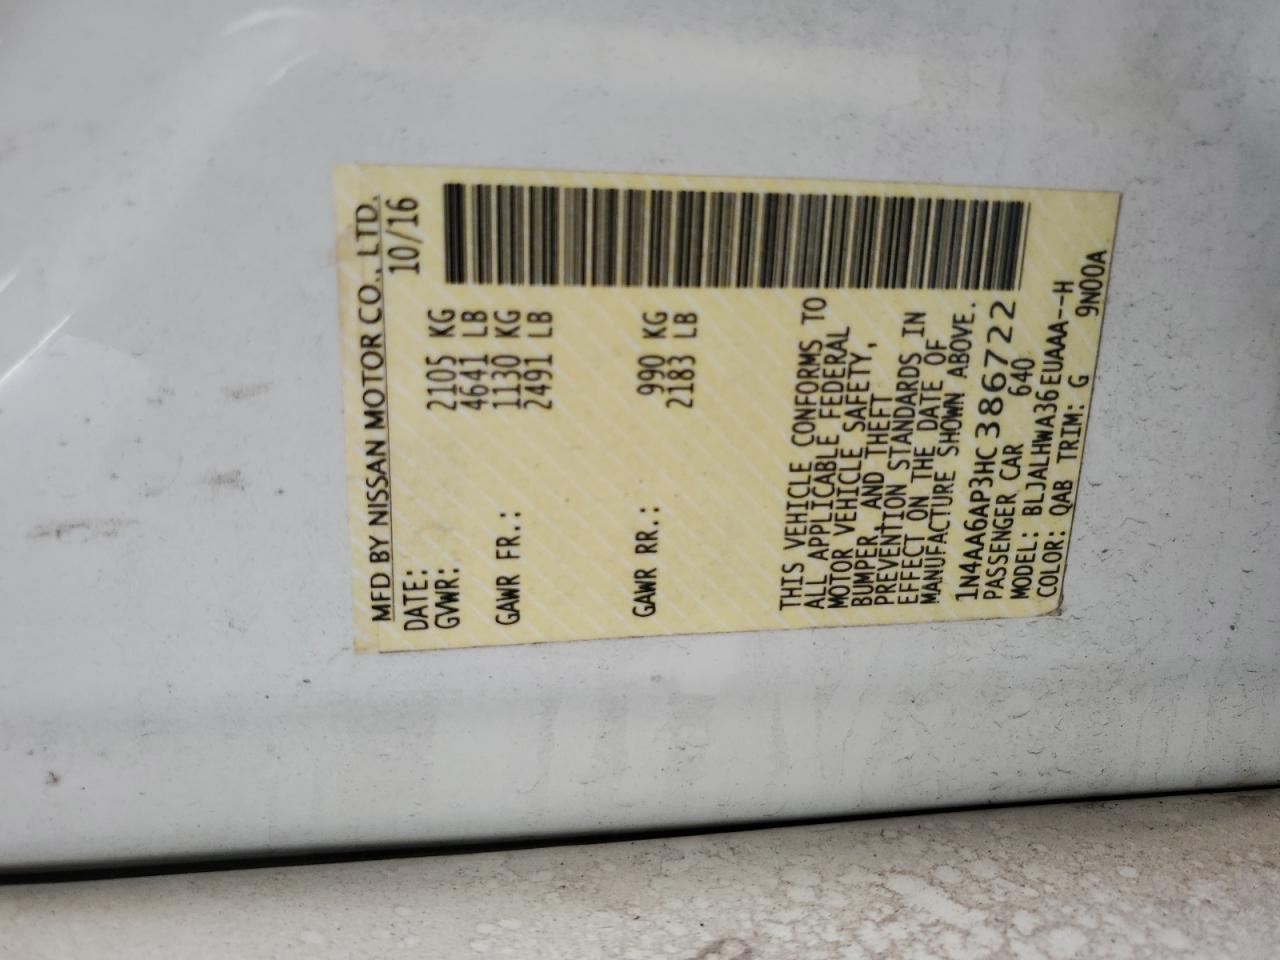 MFD BY NISSAN MOTOR CO., LTD.
DATE: 10/16
GVWR: 2105 KG
4641 LB
GAWR FR.: 1130 KG
2491 LB
GAWR RR.: 990 KG
2183 LB
THIS VEHICLE CONFORMS TO
ALL APPLICABLE FEDERAL
MOTOR VEHICLE SAFETY,
BUMPER, AND THEFT
PREVENTION STANDARDS IN
EFFECT ON THE DATE OF
MANUFACTURE SHOWN ABOVE.
1N4AA6AP3HC386722
PASSENGER CAR 640
MODEL: BLJALHWA36EUAAA--H
COLOR: QAB TRIM: G 9N00A